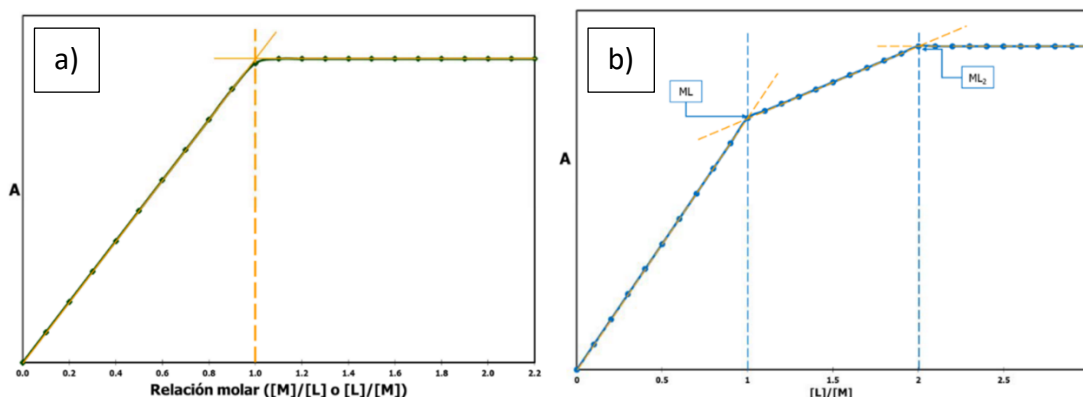 a)
A
0.0 0.2 0.4 0.6 0.8 1.0 1.2 1.4 1.6 1.8 2.0 2.2
Relación molar ([M]/[L] o [L]/[M])
b)
ML
ML₂
A
0 0.5 1 1.5 2 2.5
[L]/[M]